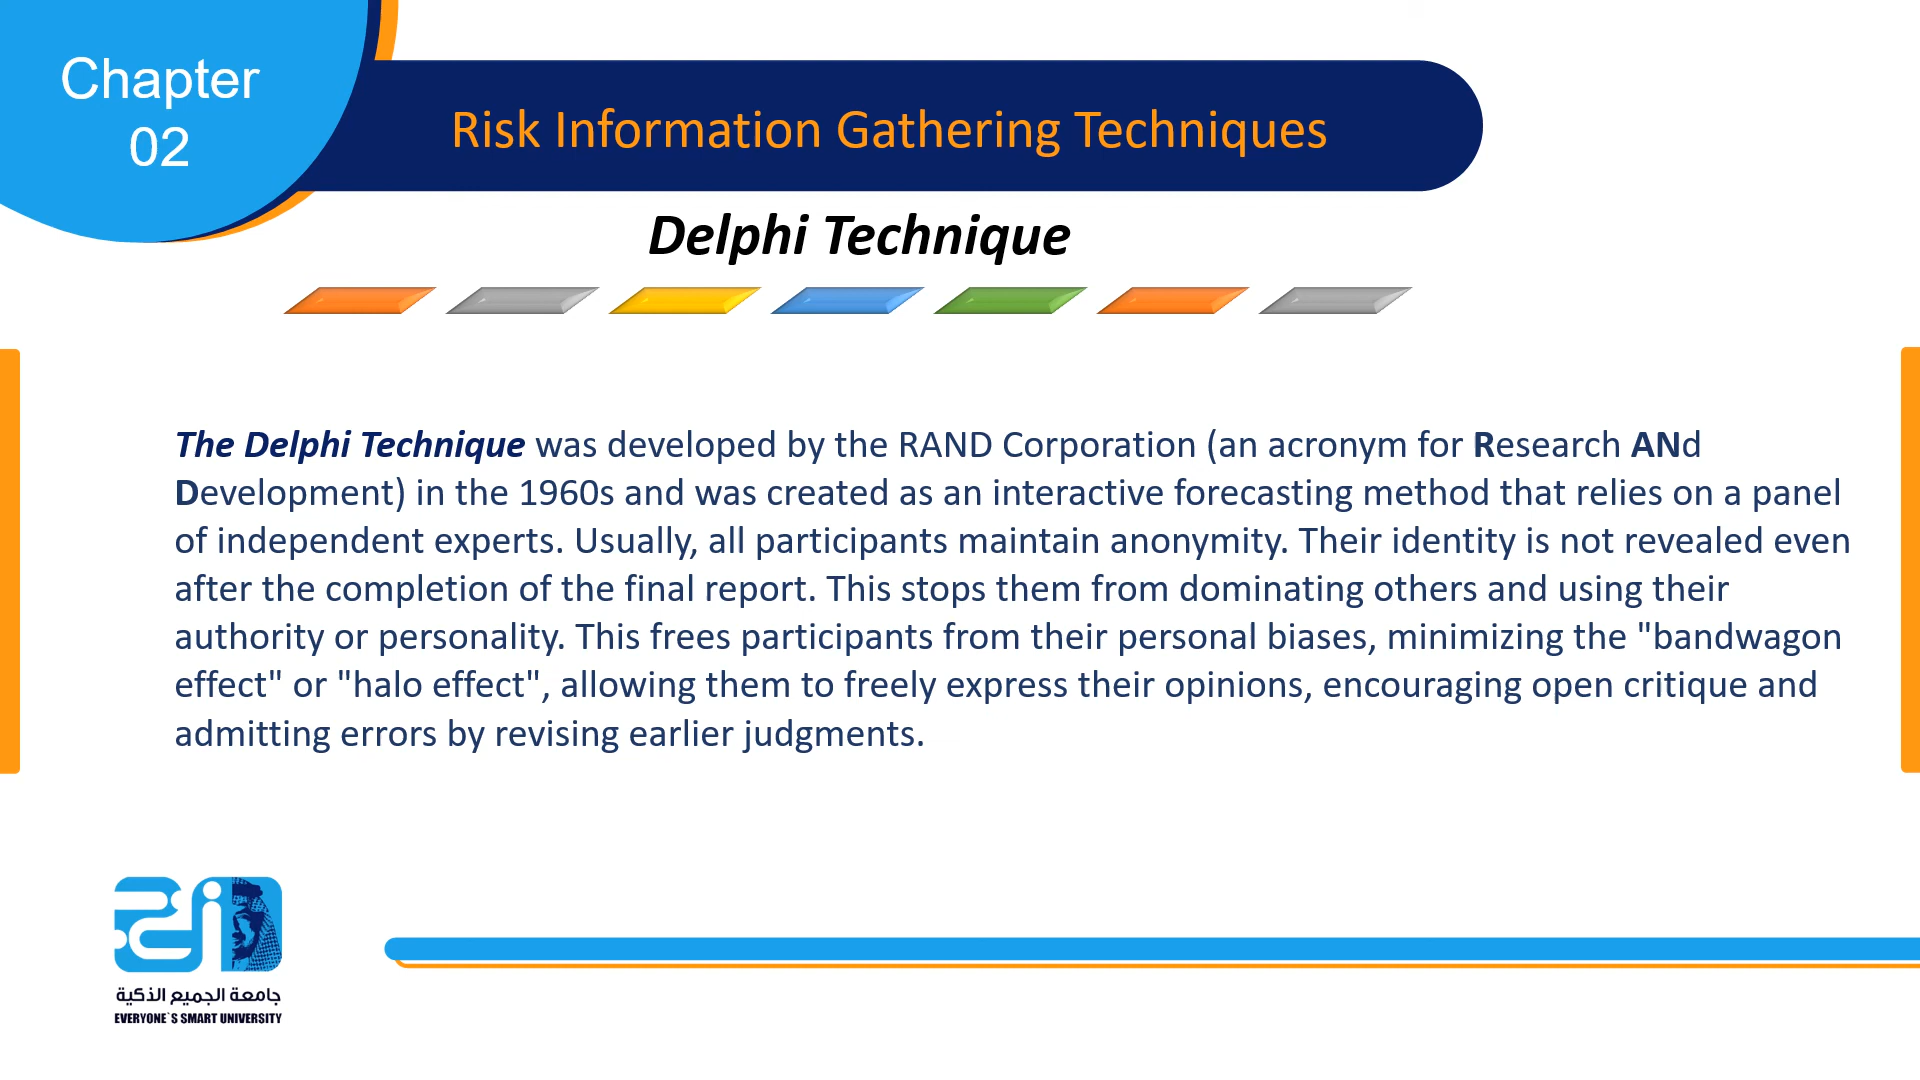 Chapter
02
Risk Information Gathering Techniques
Delphi Technique
The Delphi Technique was developed by the RAND Corporation (an acronym for Research ANd
Development) in the 1960s and was created as an interactive forecasting method that relies on a panel
of independent experts. Usually, all participants maintain anonymity. Their identity is not revealed even
after the completion of the final report. This stops them from dominating others and using their
authority or personality. This frees participants from their personal biases, minimizing the "bandwagon
effect" or "halo effect", allowing them to freely express their opinions, encouraging open critique and
admitting errors by revising earlier judgments.
جامعة الجميع الذكية
EVERYONE`S SMART UNIVERSITY